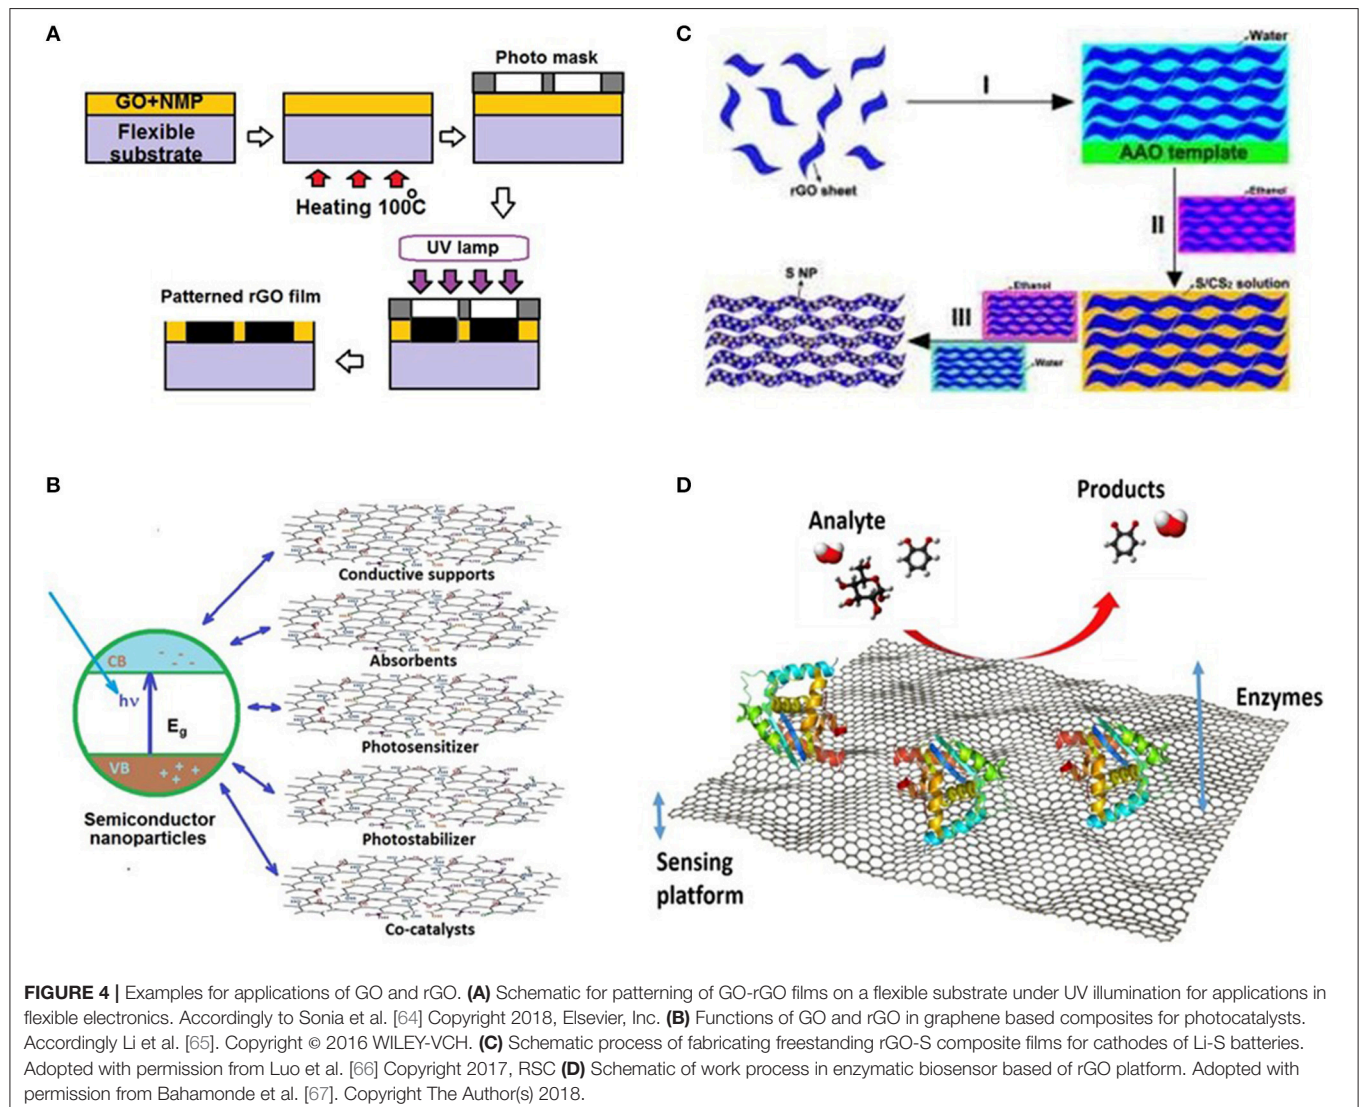 A
GO+NMP
Flexible
substrate
Heating 100°C
Photo mask
UV lamp
Patterned rGO film
C
rGO sheet
I
Water
AAO template
II
Ethanol
S/CS₂ solution
III
Ethanol
Water
S NP
B
CB
- - - -
hν
Eg
VB
+ + + + +
Semiconductor
nanoparticles
Conductive supports
Absorbents
Photosensitizer
Photostabilizer
Co-catalysts
D
Analyte
Products
Enzymes
Sensing
platform
FIGURE 4 | Examples for applications of GO and rGO. (A) Schematic for patterning of GO-rGO films on a flexible substrate under UV illumination for applications in
flexible electronics. Accordingly to Sonia et al. [64] Copyright 2018, Elsevier, Inc. (B) Functions of GO and rGO in graphene based composites for photocatalysts.
Accordingly Li et al. [65]. Copyright © 2016 WILEY-VCH. (C) Schematic process of fabricating freestanding rGO-S composite films for cathodes of Li-S batteries.
Adopted with permission from Luo et al. [66] Copyright 2017, RSC (D) Schematic of work process in enzymatic biosensor based of rGO platform. Adopted with
permission from Bahamonde et al. [67]. Copyright The Author(s) 2018.